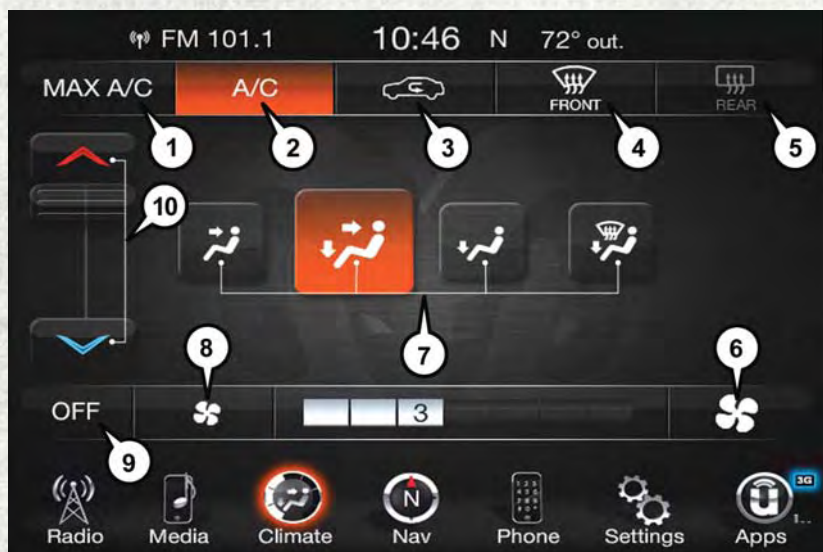 FM 101.1 10:46 N 72° out.
MAX A/C A/C FRONT REAR
1 2 3 4 5
10
7
8 6
OFF 3
9
3G
N
Radio Media Climate Nav Phone Settings Apps